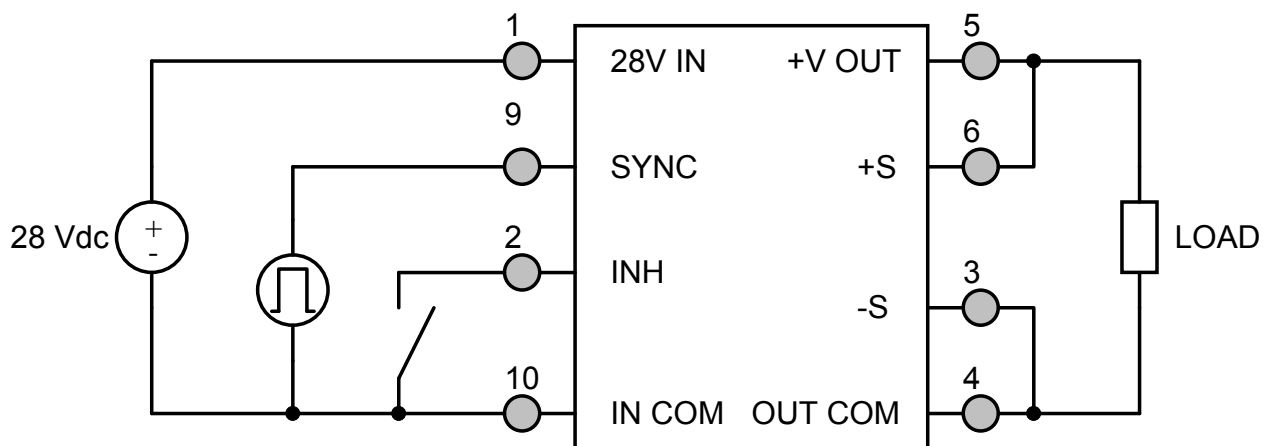 1
28V IN
+V OUT
5
9
SYNC
+S
6
28 Vdc
+
-
2
INH
-S
3
LOAD
10
IN COM
OUT COM
4